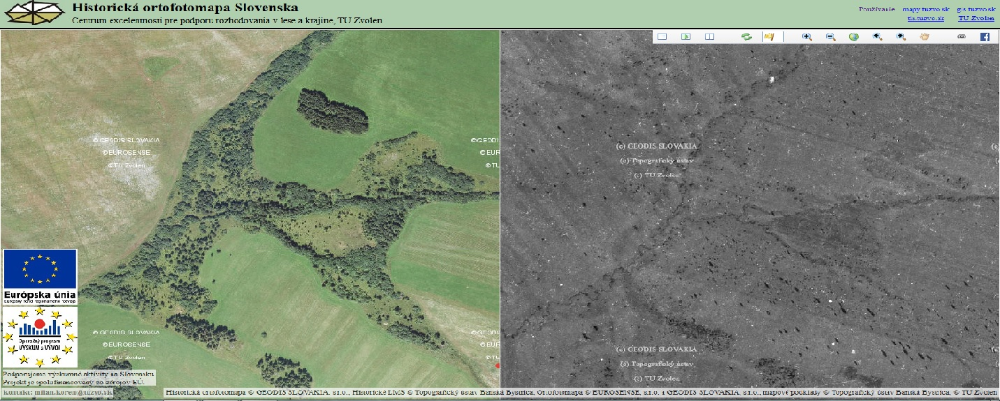 Historická ortofotomapa Slovenska
Centrum excelentnosti pre podporu rozhodovania v lese a krajine, TU Zvolen
Používanie mapy.tuzvo.sk gis.tuzvo.sk
tis.tuzvo.sk TU Zvolen
© GEODIS SLOVAKIA
©EUROSENSE
©TU Zvolen
©GEODI
©EUR
©TU
(c) GEODIS SLOVAKIA
(c) Topografický ústav
(c) TU Zvolen
Európska únia
Európsky fond regionálneho rozvoja
Operačný program
VÝSKUM a VÝVOJ
© GEODIS SLOVAKIA
©EUROSENSE
©TU Zvolen
©GEODI
©EUR
©TU
(c) GEODIS SLOVAKIA
(c) Topografický ústav
(c) TU Zvolen
Podporujeme výskumné aktivity na Slovensku
Projekt je spolufinancovaný zo zdrojov EÚ.
Kontakt: milan.koren@tuzvo.sk
Historická ortofotomapa © GEODIS SLOVAKIA, s.r.o., Historické LMS © Topografický ústav Banská Bystrica, Ortofotomapa © EUROSENSE, s.r.o. a GEODIS SLOVAKIA, s.r.o., mapové podklady © Topografický ústav Banská Bystrica, © TU Zvolen